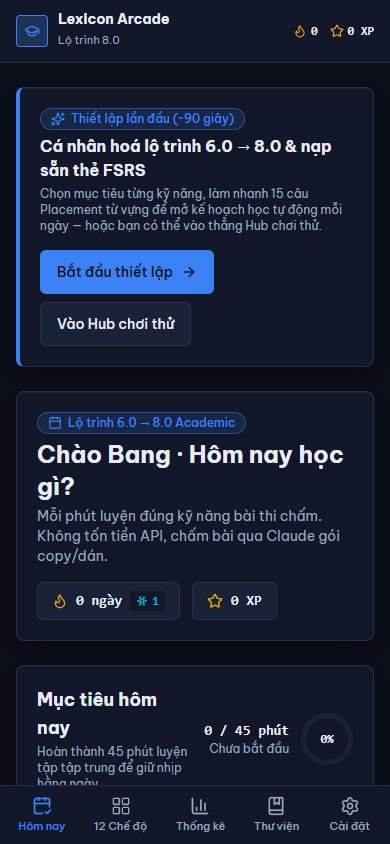 Lexicon Arcade
Lộ trình 8.0
0
0 XP
Thiết lập lần đầu (~90 giây)
Cá nhân hoá lộ trình 6.0→8.0 & nạp
sẵn thẻ FSRS
Chọn mục tiêu từng kỹ năng, làm nhanh 15 câu
Placement từ vựng để mở kế hoạch học tự động mỗi
ngày — hoặc bạn có thể vào thẳng Hub chơi thử.
Bắt đầu thiết lập →
Vào Hub chơi thử
Lộ trình 6.0→8.0 Academic
Chào Bang · Hôm nay học
gì?
Mỗi phút luyện đúng kỹ năng bài thi chấm.
Không tốn tiền API, chấm bài qua Claude gói
copy/dán.
0 ngày
1
0 XP
Mục tiêu hôm
nay
0 / 45 phút
Chưa bắt đầu
0%
Hoàn thành 45 phút luyện
tập tập trung để giữ nhịp
hằng ngày
Hôm nay
12 Chế độ
Thống kê
Thư viện
Cài đặt